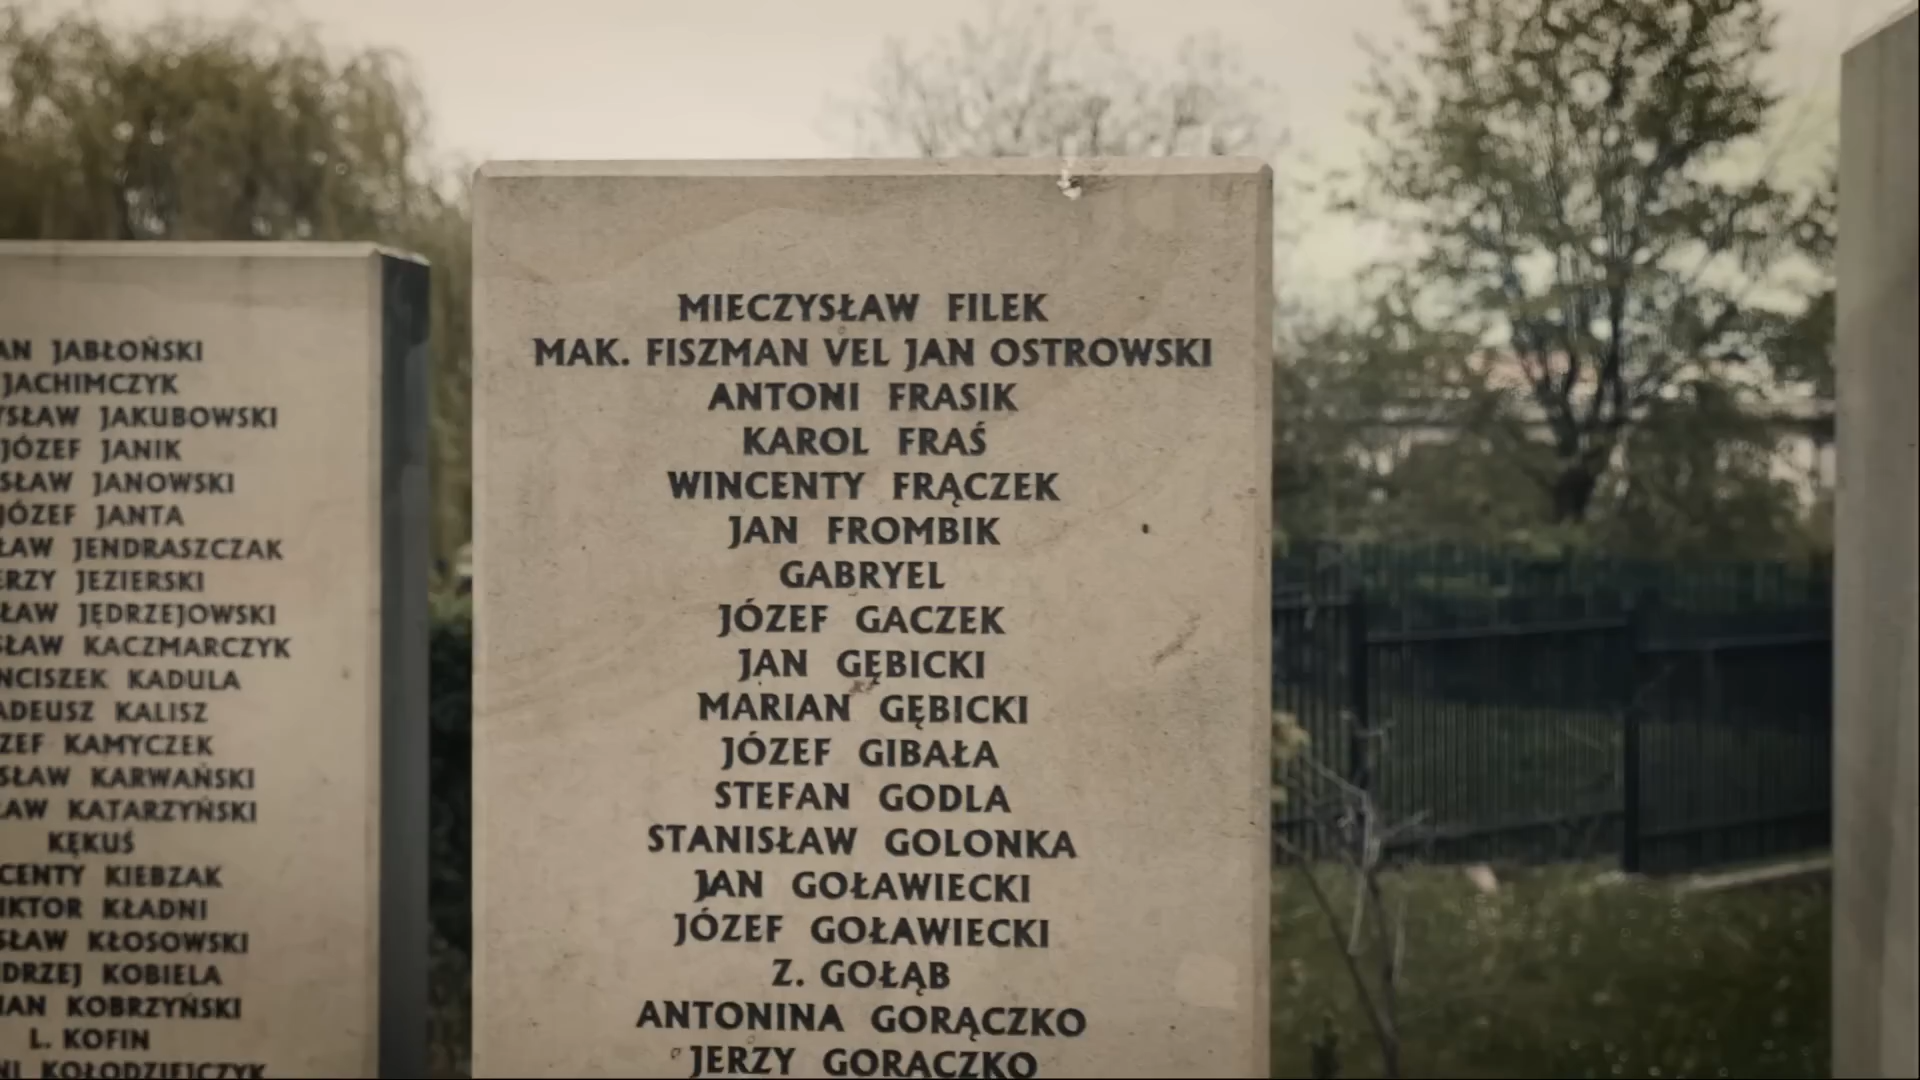 JABŁOŃSKI
JACHIMCZYK
JAKUBOWSKI
JÓZEF JANIK
JANOWSKI
JÓZEF JANTA
JENDRASZCZAK
JEZIERSKI
JĘDRZEJOWSKI
KACZMARCZYK
KADULA
KALISZ
KAMYCZEK
KARWAŃSKI
KATARZYŃSKI
KĘKUŚ
KIEBZAK
KŁADNI
KŁOSOWSKI
KOBIELA
KOBRZYŃSKI
L. KOFIN
KOŁODZIEJCZYK
MIECZYSŁAW FILEK
MAK. FISZMAN VEL JAN OSTROWSKI
ANTONI FRASIK
KAROL FRAŚ
WINCENTY FRĄCZEK
JAN FROMBIK
GABRYEL
JÓZEF GACZEK
JAN GĘBICKI
MARIAN GĘBICKI
JÓZEF GIBAŁA
STEFAN GODLA
STANISŁAW GOLONKA
JAN GOŁAWIECKI
JÓZEF GOŁAWIECKI
Z. GOŁĄB
ANTONINA GORĄCZKO
JERZY GORĄCZKO